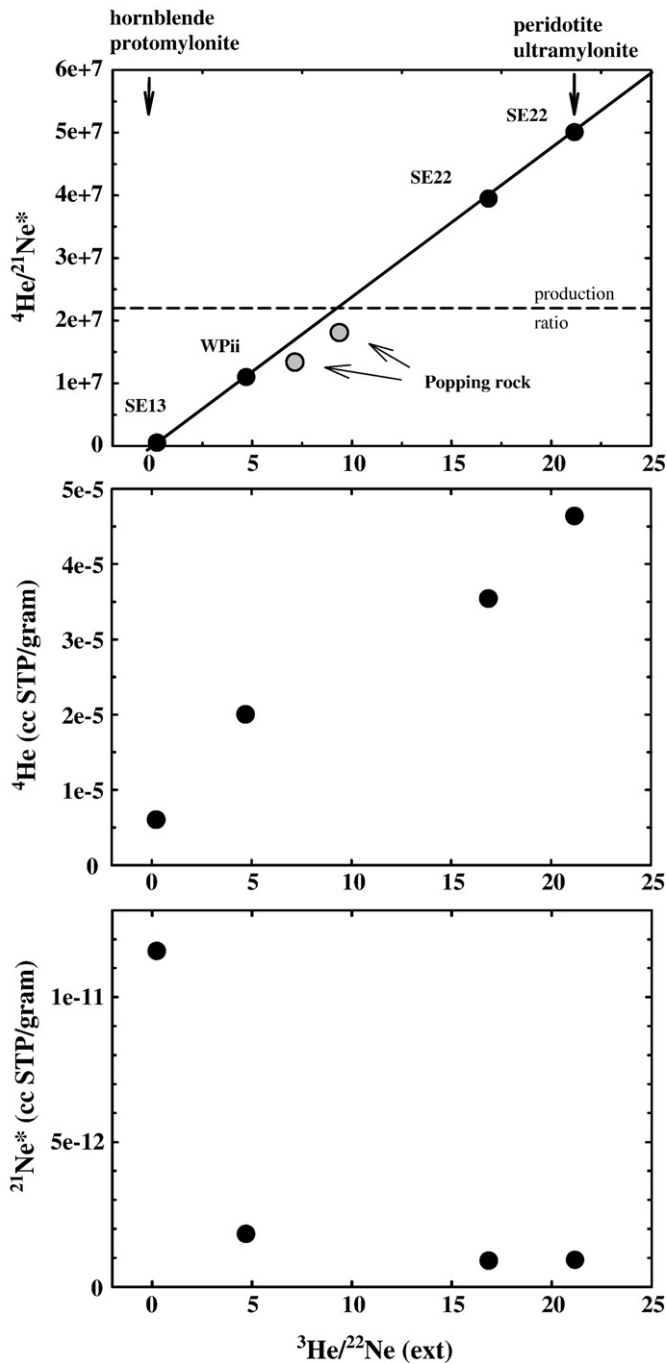 hornblende
protomylonite
peridotite
ultramylonite
6e+7
5e+7
4e+7
3e+7
2e+7
1e+7
0
⁴He/²¹Ne*
SE22
SE22
production
ratio
WPii
Popping rock
SE13
0 5 10 15 20 25
5e-5
4e-5
3e-5
2e-5
1e-5
0
⁴He (cc STP/gram)
0 5 10 15 20 25
1e-11
5e-12
0
²¹Ne* (cc STP/gram)
0 5 10 15 20 25
³He/²²Ne (ext)